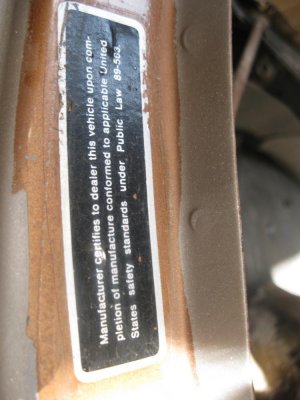 Manufacturer certifies to dealer this vehicle upon com-
pletion of manufacture conformed to applicable United
States safety standards under Public Law 89-563.